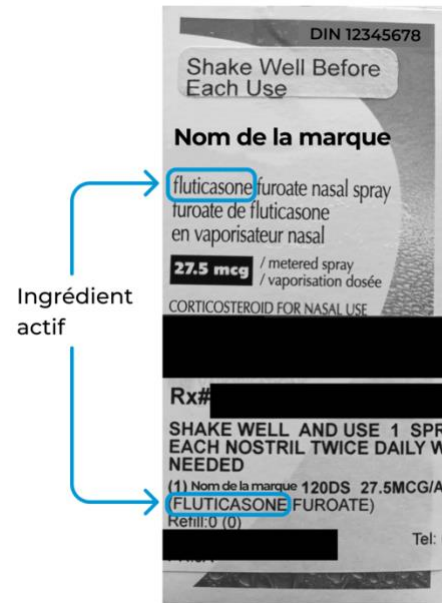 DIN 12345678
Shake Well Before
Each Use
Nom de la marque
fluticasone furoate nasal spray
furoate de fluticasone
en vaporisateur nasal
27.5 mcg / metered spray
/ vaporisation dosée
CORTICOSTEROID FOR NASAL USE
Ingrédient
actif
Rx#
SHAKE WELL AND USE 1 SPR
EACH NOSTRIL TWICE DAILY W
NEEDED
(1) Nom de la marque 120DS 27.5MCG/A
(FLUTICASONE FUROATE)
Refill:0 (0)
Tel: